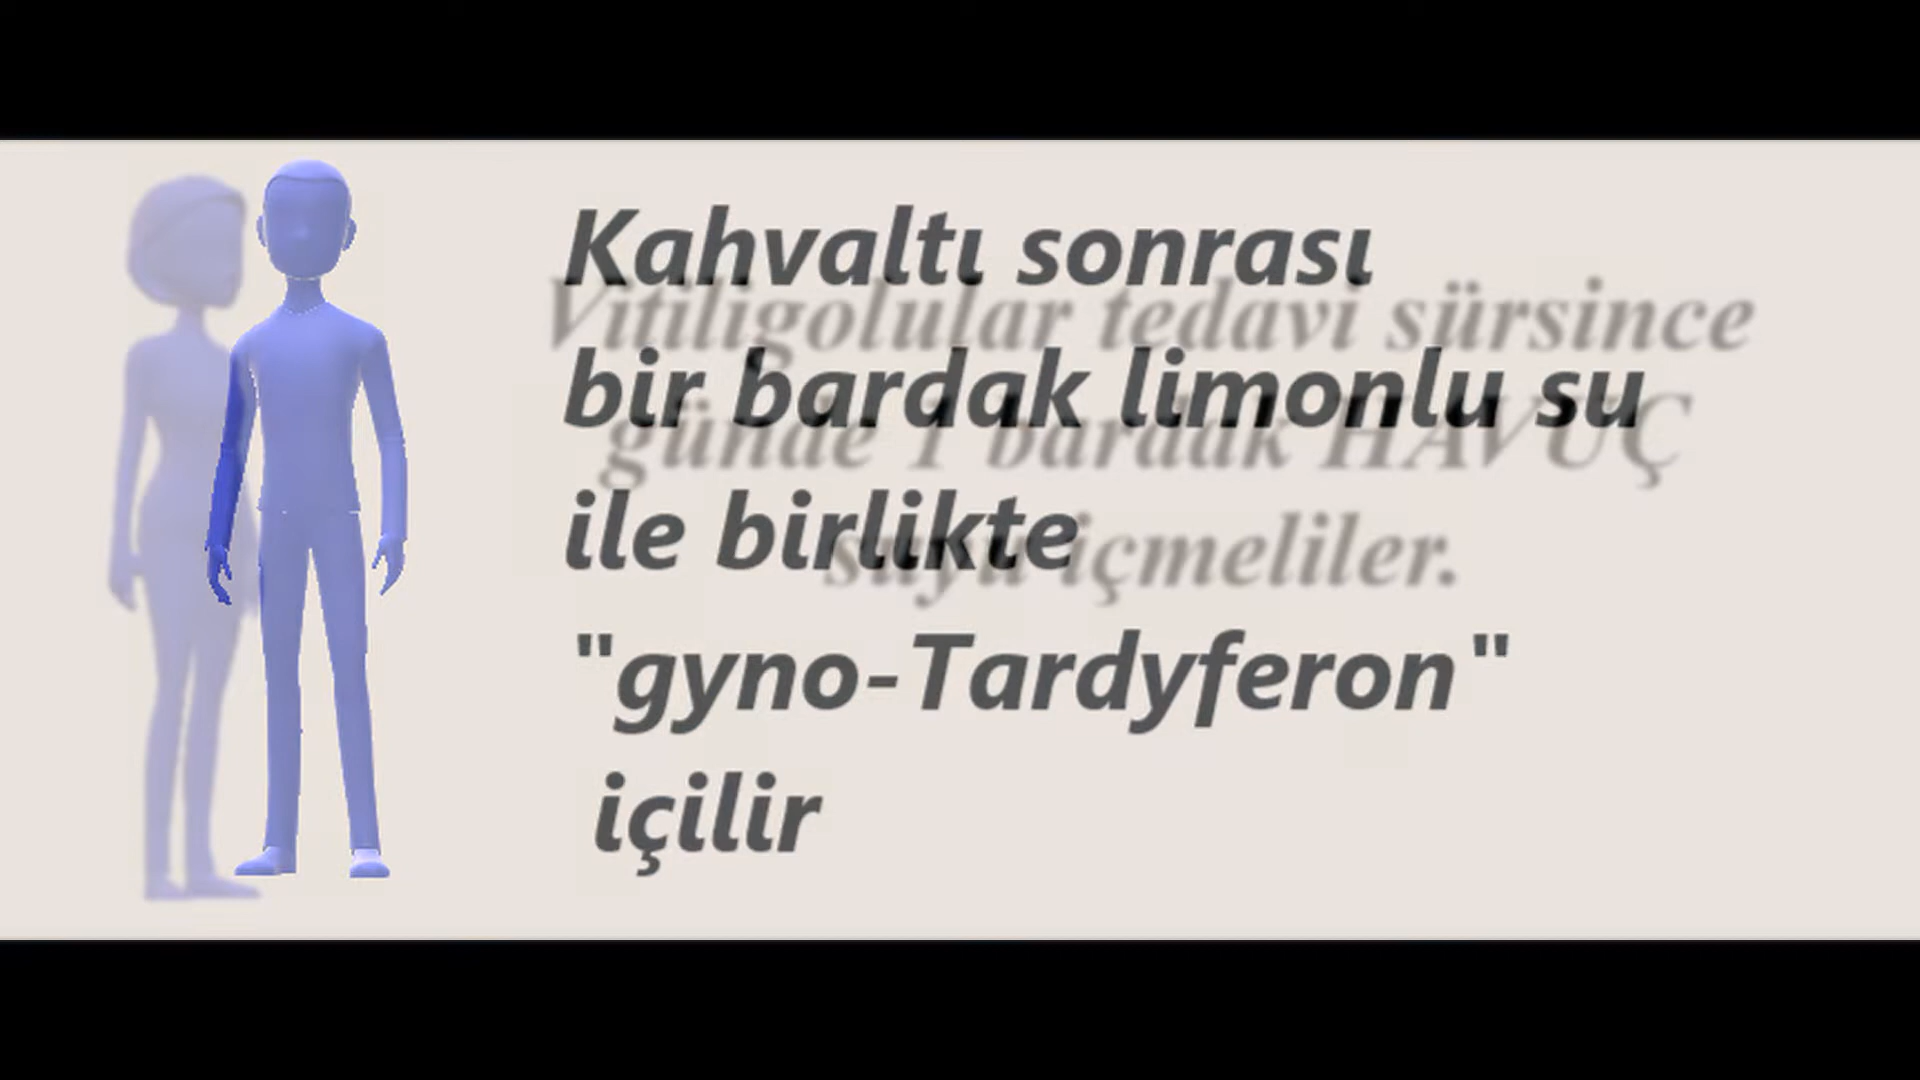 Kahvaltı sonrası
bir bardak limonlu su
ile birlikte
"gyno-Tardyferon"
içilir
Vitiligolular tedavi sürsince
günde 1 bardak HAVUÇ
suyu içmeliler.